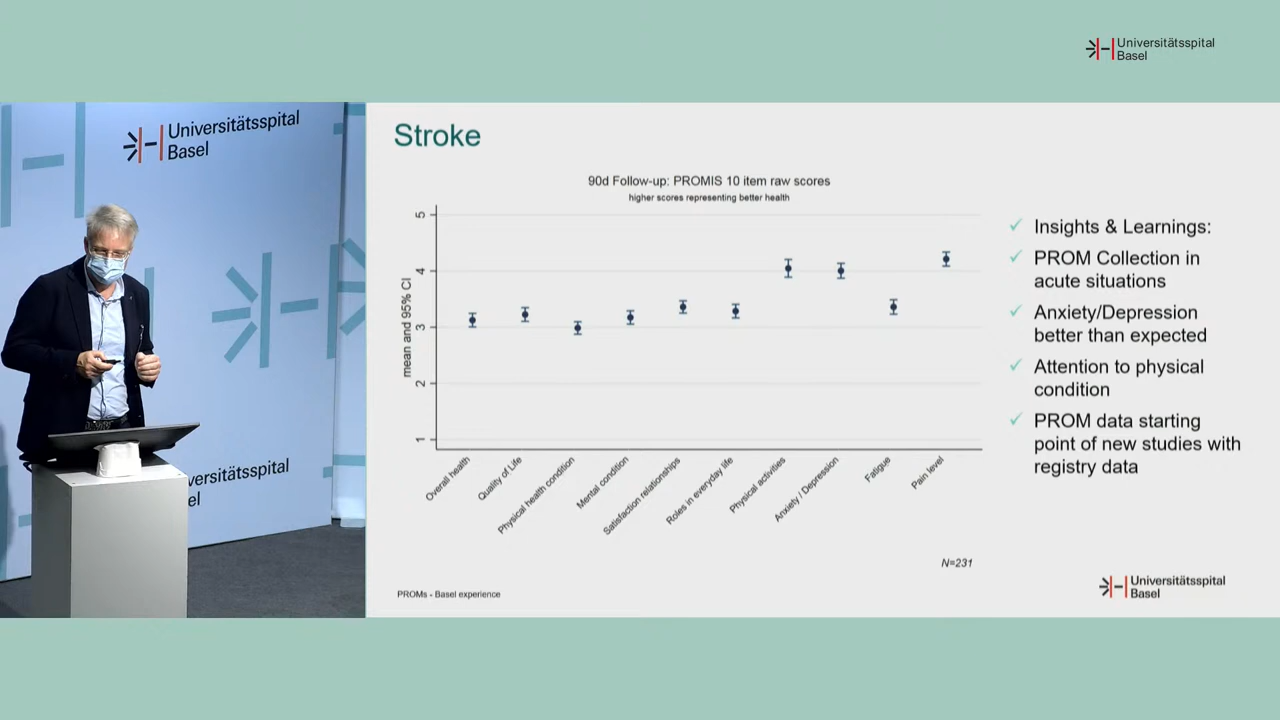 Universitätsspital
Basel
Universitätsspital
Basel
versitätsspital
el
Stroke
90d Follow-up: PROMIS 10 item raw scores
higher scores representing better health
mean and 95% CI
5
4
3
2
1
Overall health
Quality of Life
Physical health condition
Mental condition
Satisfaction relationships
Roles in everyday life
Physical activities
Anxiety / Depression
Fatigue
Pain level
N=231
Insights & Learnings:
PROM Collection in
acute situations
Anxiety/Depression
better than expected
Attention to physical
condition
PROM data starting
point of new studies with
registry data
PROMs - Basel experience
Universitätsspital
Basel